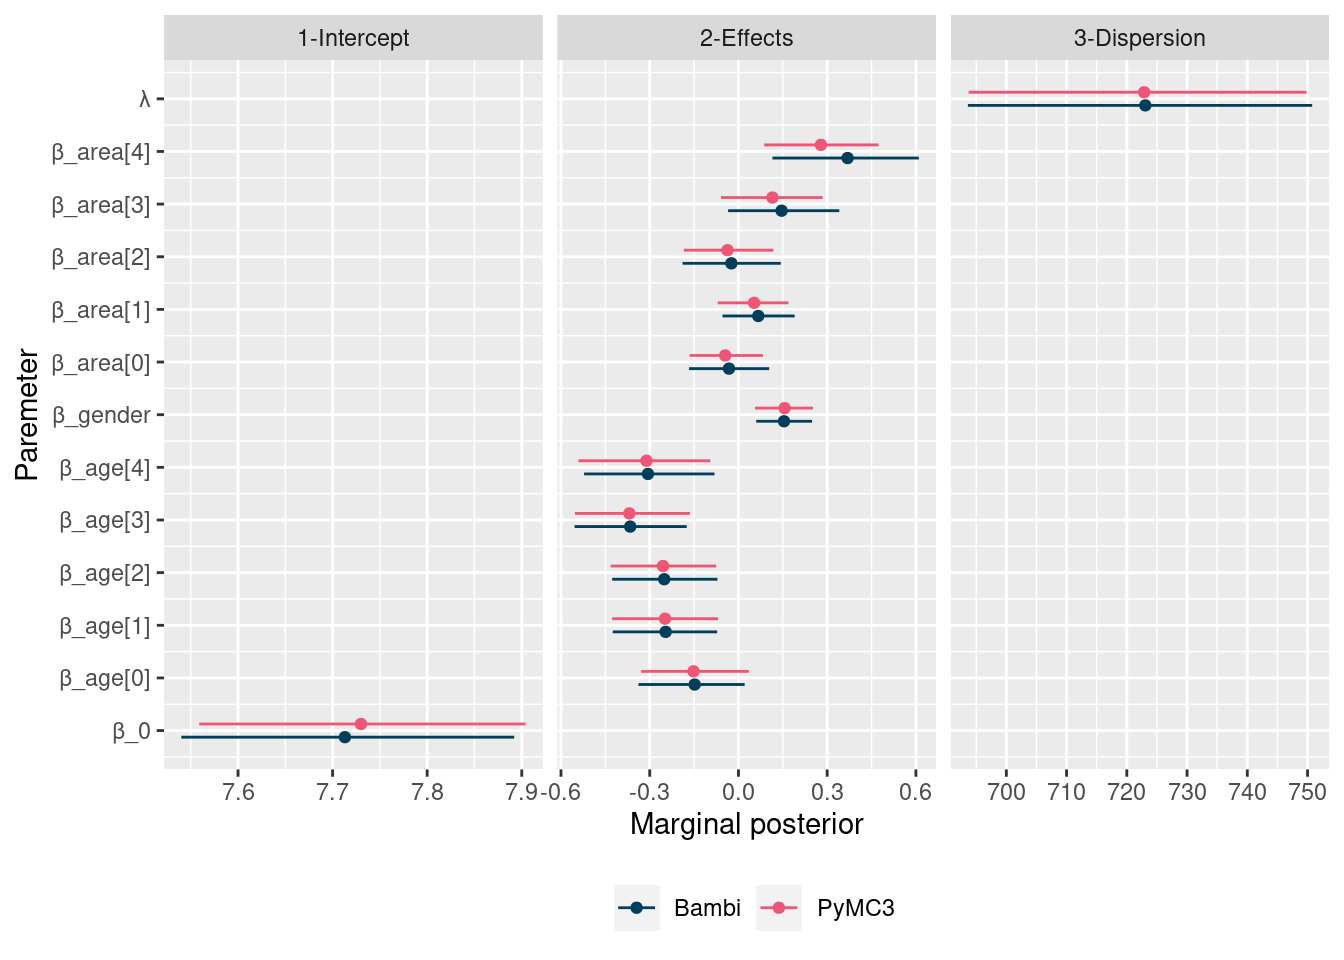 1-Intercept 2-Effects 3-Dispersion
λ
β_area[4]
β_area[3]
β_area[2]
β_area[1]
β_area[0]
β_gender
β_age[4]
β_age[3]
β_age[2]
β_age[1]
β_age[0]
β_0
Paremeter
7.6 7.7 7.8 7.9 -0.6 -0.3 0.0 0.3 0.6 700 710 720 730 740 750
Marginal posterior
Bambi PyMC3